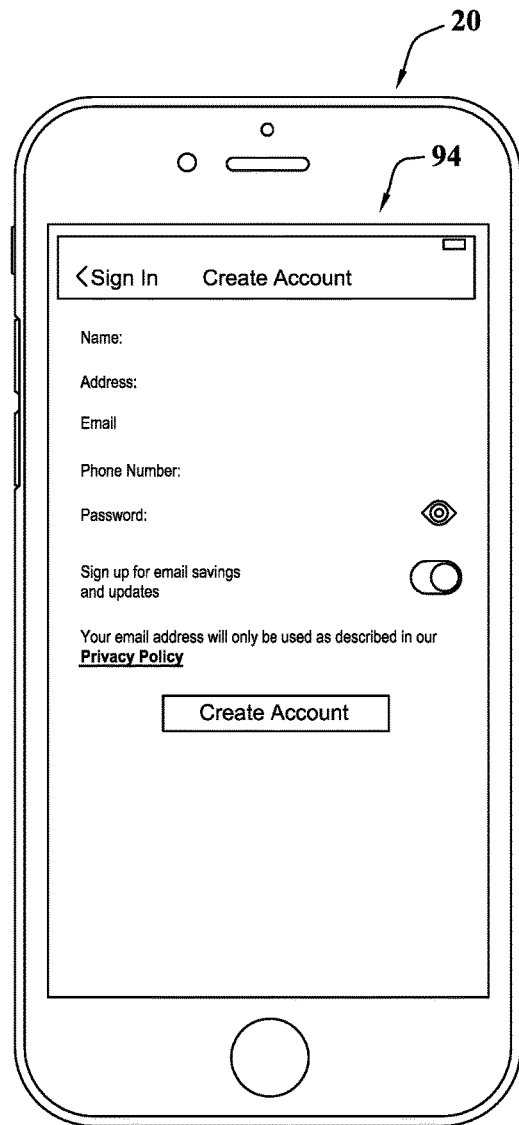 20
94
<Sign In Create Account
Name:
Address:
Email
Phone Number:
Password:
Sign up for email savings
and updates
Your email address will only be used as described in our
Privacy Policy
Create Account